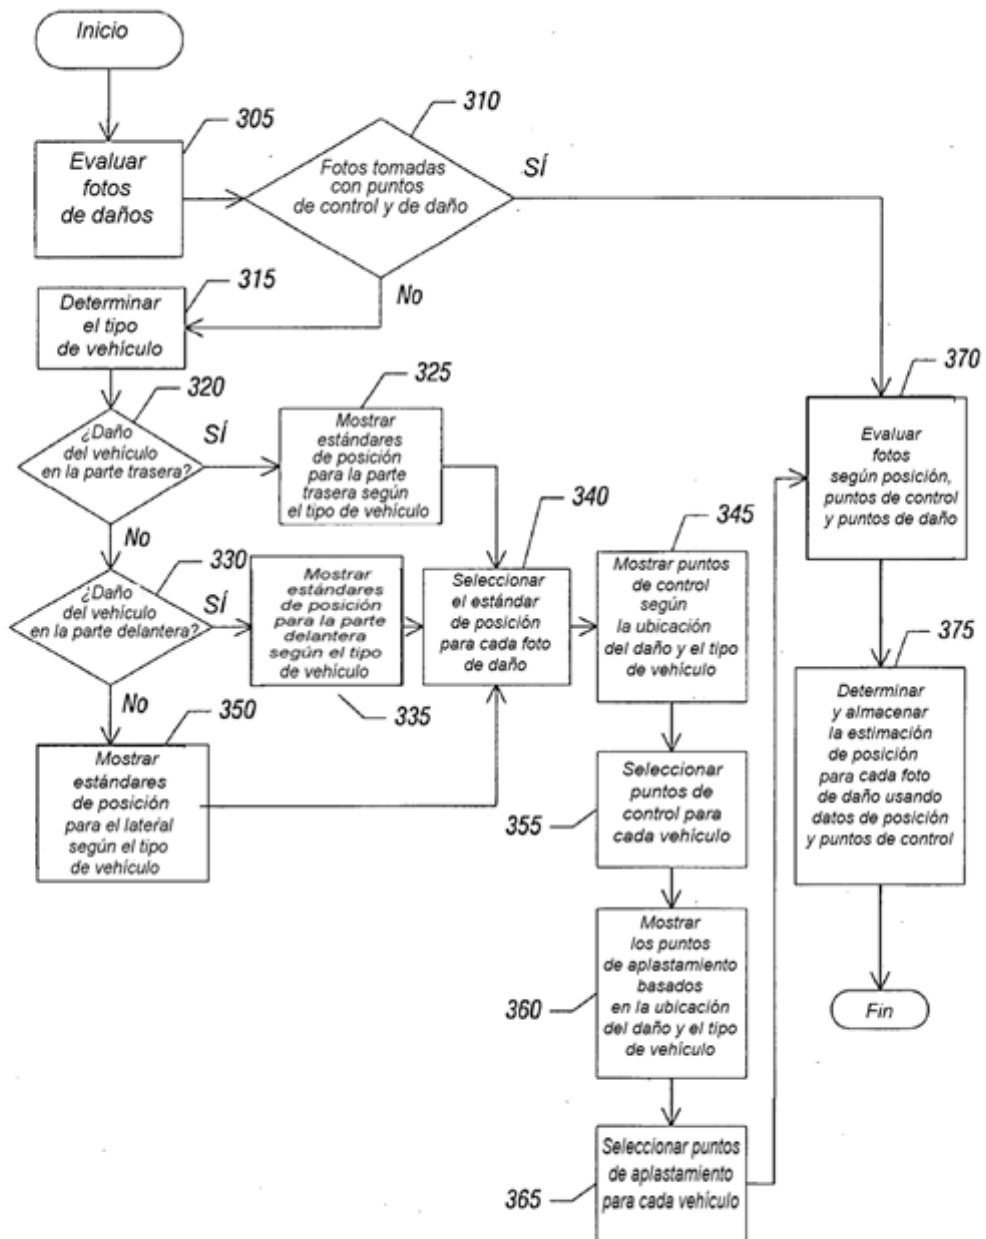 Inicio
305
Evaluar
fotos
de daños
310
Fotos tomadas
con puntos
de control y de daño
SÍ
No
315
Determinar
el tipo
de vehículo
320
¿Daño
del vehículo
en la parte trasera?
SÍ
No
325
Mostrar
estándares
de posición
para la parte
trasera según
el tipo de vehículo
330
¿Daño
del vehículo
en la parte delantera?
SÍ
No
Mostrar
estándares
de posición
para la parte
delantera
según el tipo
de vehículo
335
340
Seleccionar
el estándar
de posición
para cada foto
de daño
345
Mostrar puntos
de control
según
la ubicación
del daño y el tipo
de vehículo
350
Mostrar
estándares
de posición
para el lateral
según el tipo
de vehículo
355
Seleccionar
puntos de
control para
cada vehículo
360
Mostrar
los puntos
de aplastamiento
basados
en la ubicación
del daño y el tipo
de vehículo
365
Seleccionar puntos
de aplastamiento
para cada vehículo
370
Evaluar
fotos
según posición,
puntos de control
y puntos de daño
375
Determinar
y almacenar
la estimación
de posición
para cada foto
de daño usando
datos de posición
y puntos de control
Fin